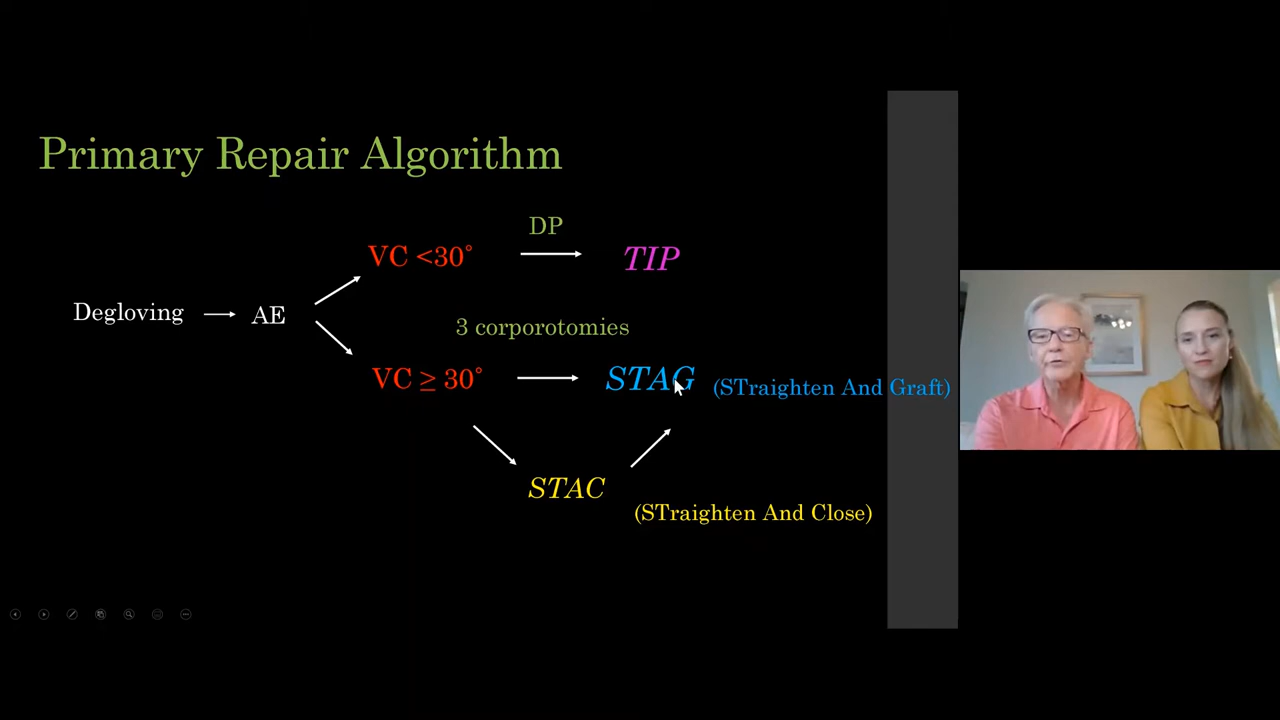 Primary Repair Algorithm
DP
VC <30°
TIP
Degloving
AE
3 corporotomies
VC ≥ 30°
STAG
(STraighten And Graft)
STAC
(STraighten And Close)